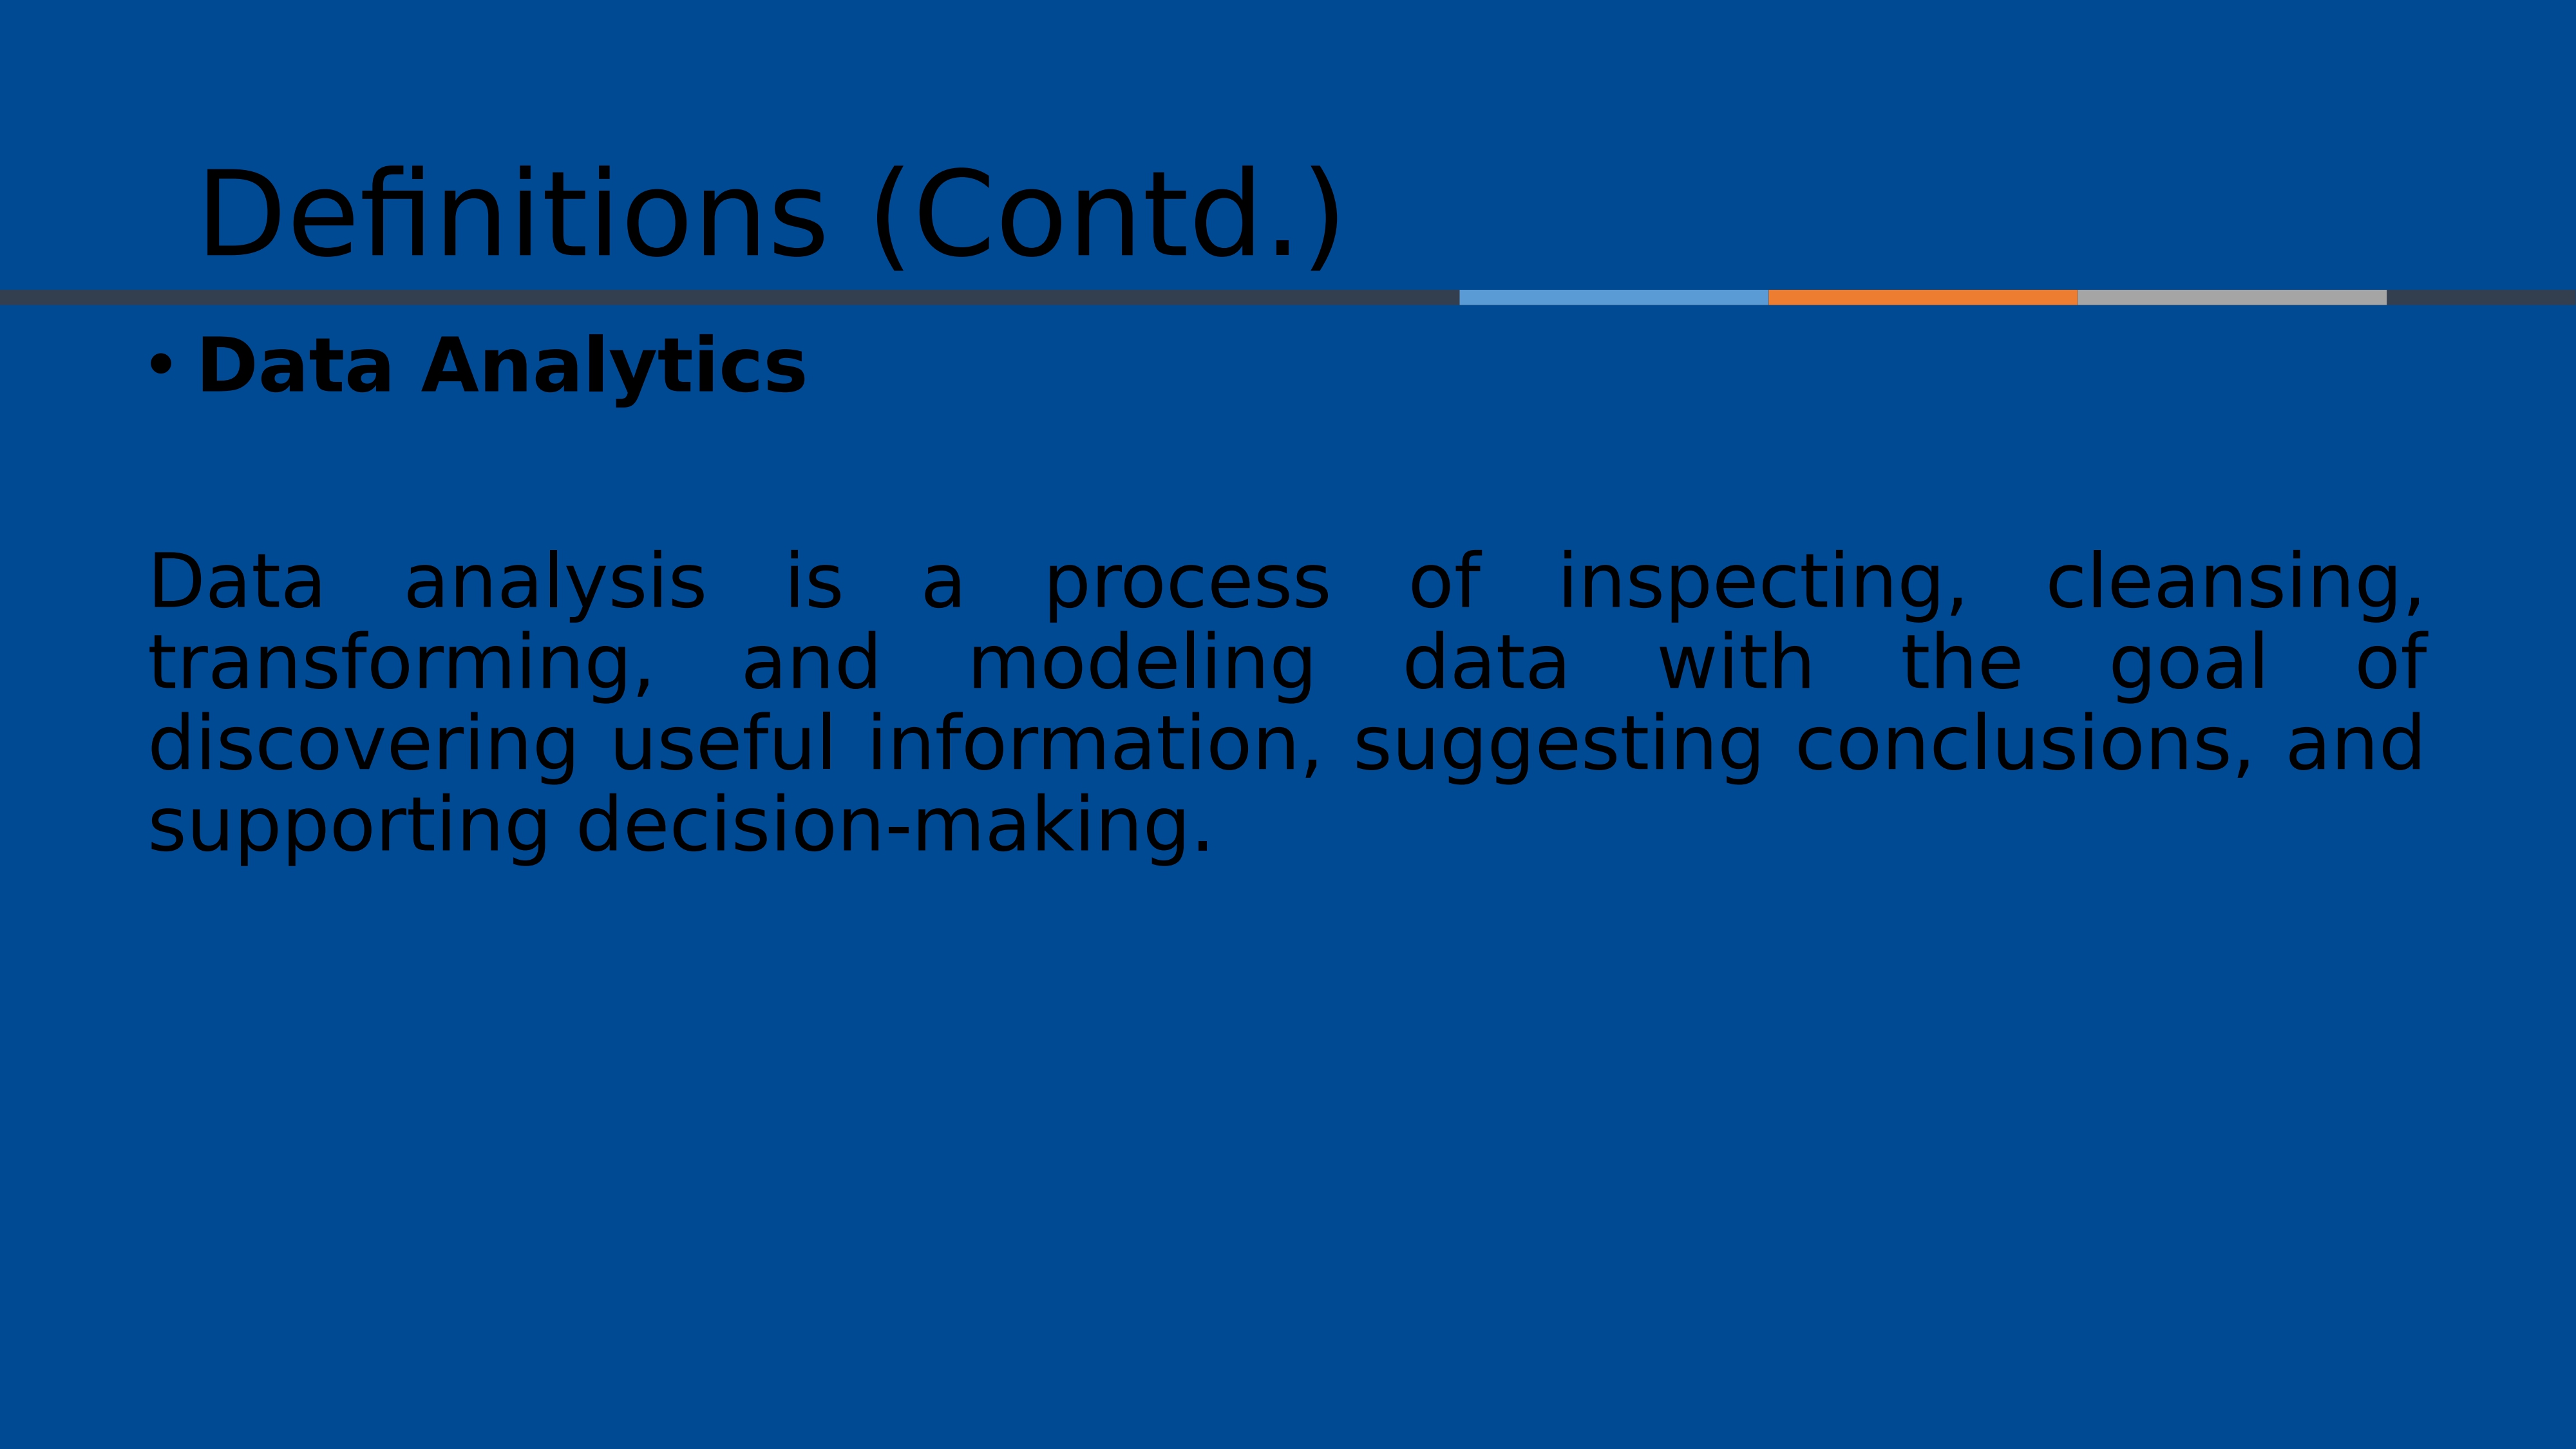 Definitions (Contd.)
• Data Analytics
Data analysis is a process of inspecting, cleansing,
transforming, and modeling data with the goal of
discovering useful information, suggesting conclusions, and
supporting decision-making.